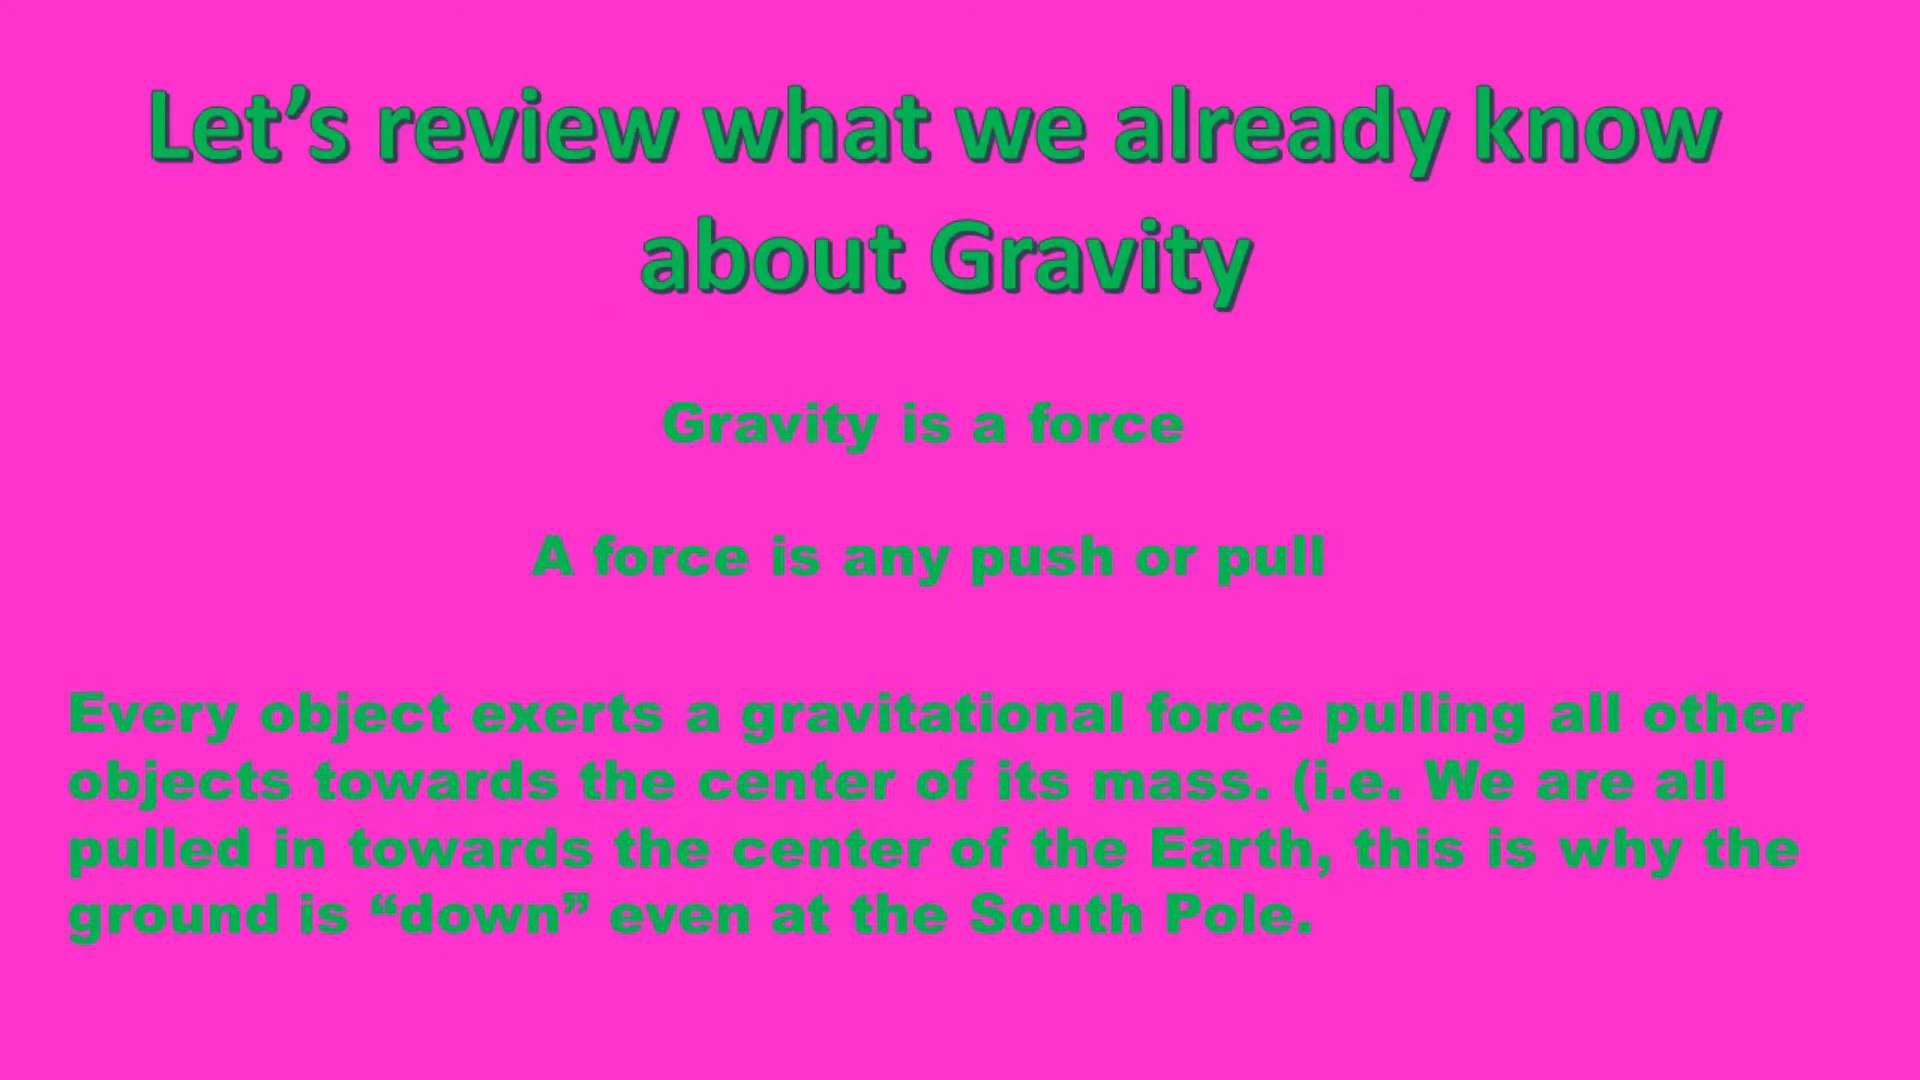 Let’s review what we already know
about Gravity
Gravity is a force
A force is any push or pull
Every object exerts a gravitational force pulling all other
objects towards the center of its mass. (i.e. We are all
pulled in towards the center of the Earth, this is why the
ground is “down” even at the South Pole.